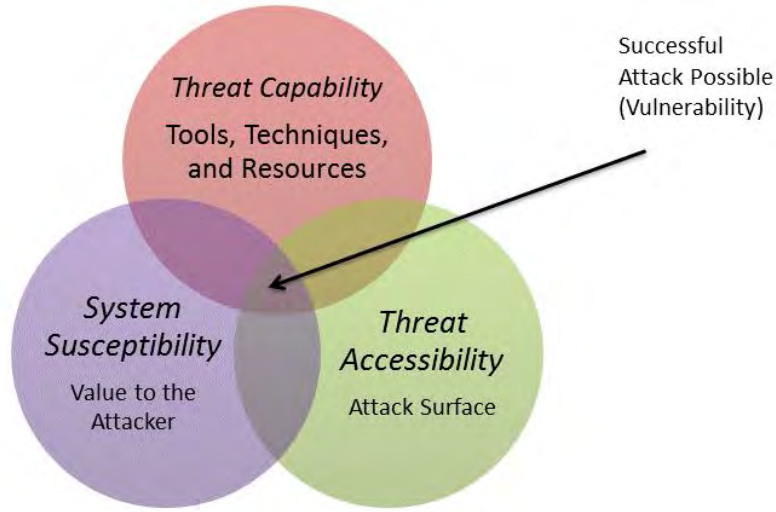 Threat Capability
Tools, Techniques,
and Resources
Successful
Attack Possible
(Vulnerability)
System
Susceptibility
Value to the
Attacker
Threat
Accessibility
Attack Surface